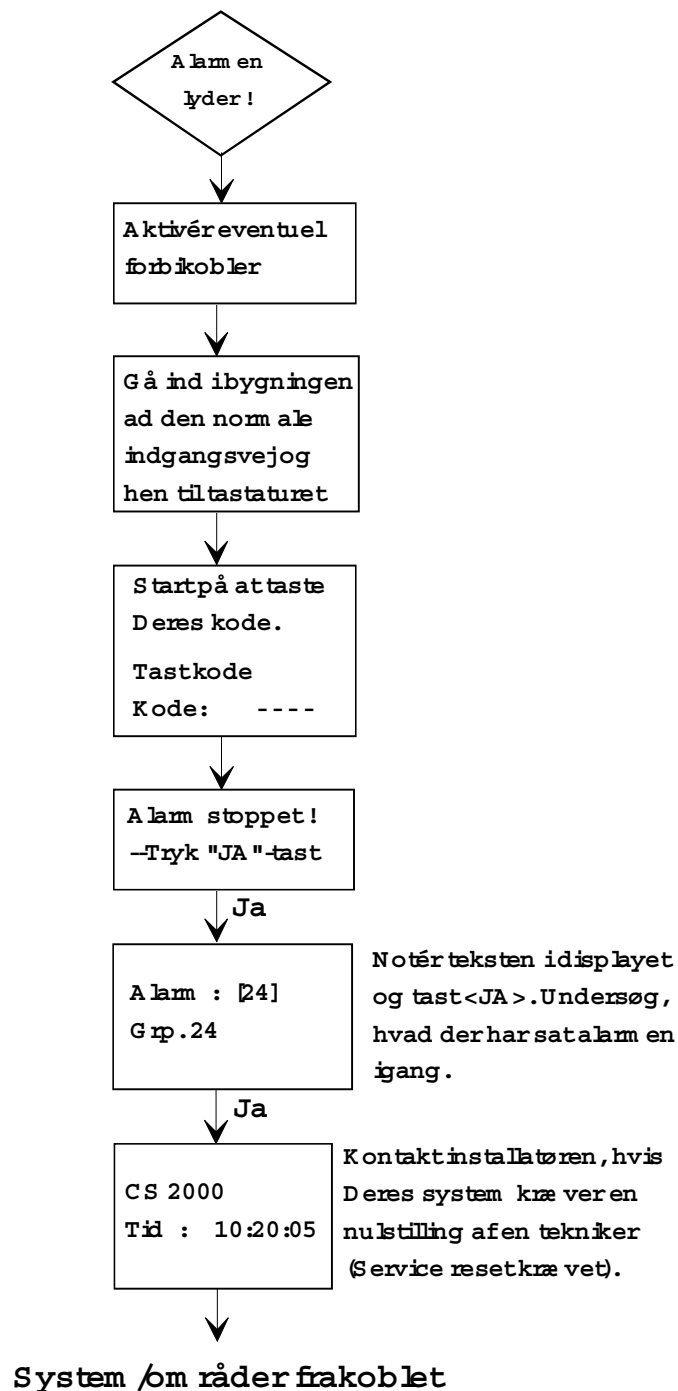 Alarmen
lyder!
Aktivér eventuel
forbikobler
Gå ind i bygningen
ad den normale
indgangsvej og
hen til tastaturet
Start på at taste
Deres kode.
Tast kode
Kode: ----
Alarm stoppet!
--Tryk "JA"-tast
Ja
Alarm : [24]
Grp. 24
Notér teksten i displayet
og tast <JA>. Undersøg,
hvad der har sat alarmen
igang.
Ja
CS 2000
Tid : 10:20:05
Kontakt installatøren, hvis
Deres system kræver en
nulstilling af en tekniker
(Service reset krævet).
System/områder frakoblet